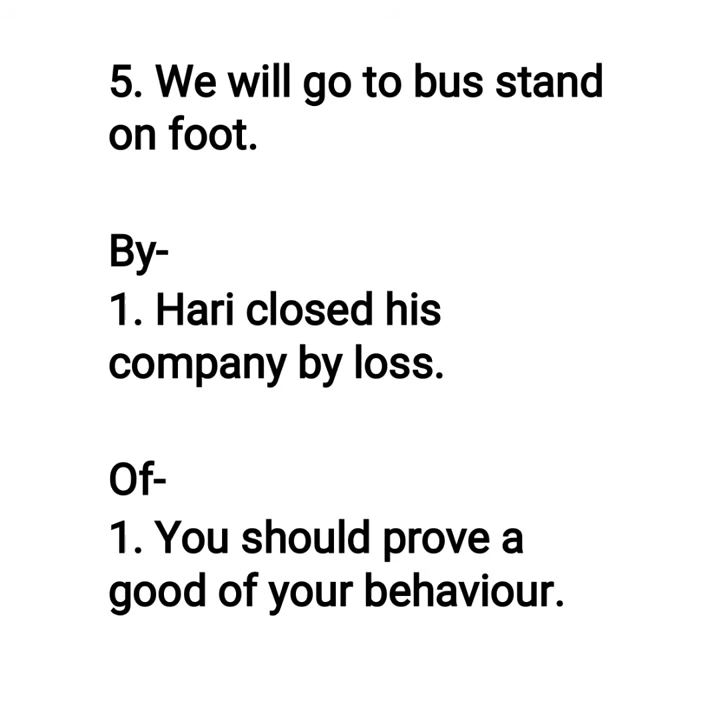 5. We will go to bus stand
on foot.
By-
1. Hari closed his
company by loss.
Of-
1. You should prove a
good of your behaviour.